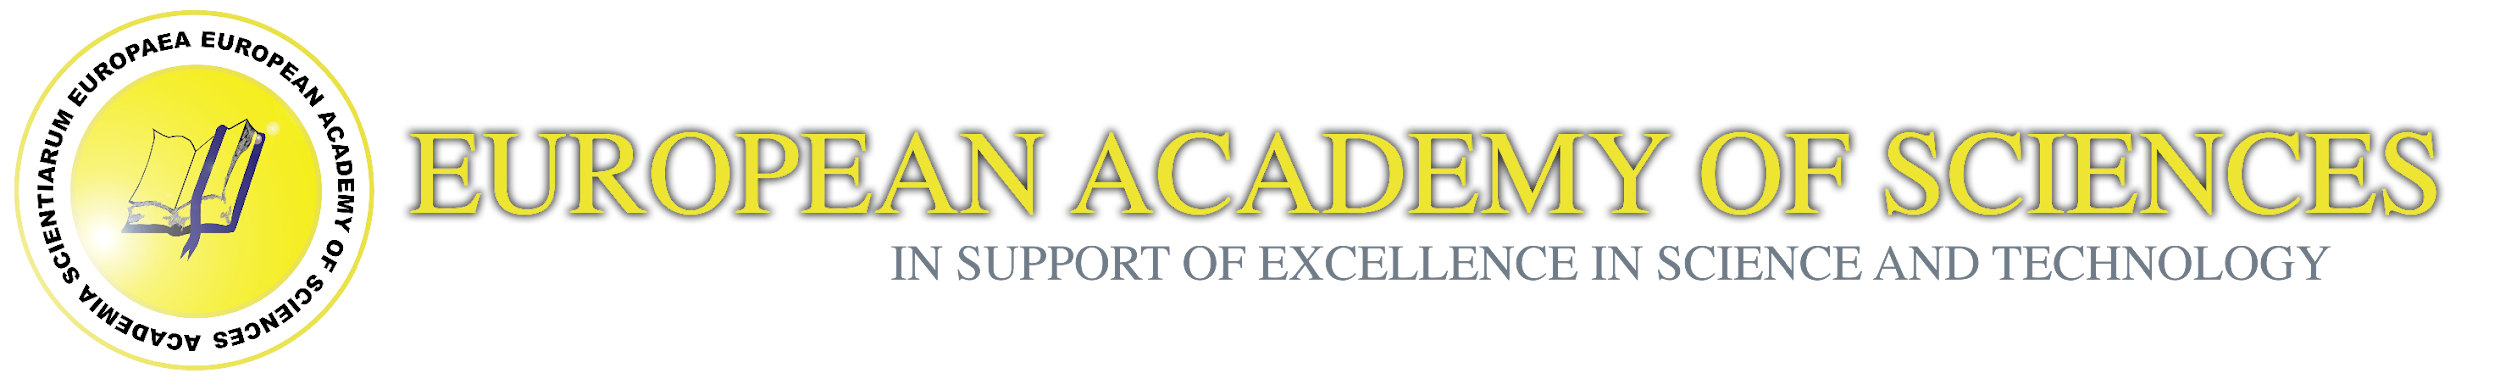 ACADEMIA SCIENTIARUM EUROPAEA EUROPEAN ACADEMY OF SCIENCES
EUROPEAN ACADEMY OF SCIENCES
IN SUPPORT OF EXCELLENCE IN SCIENCE AND TECHNOLOGY